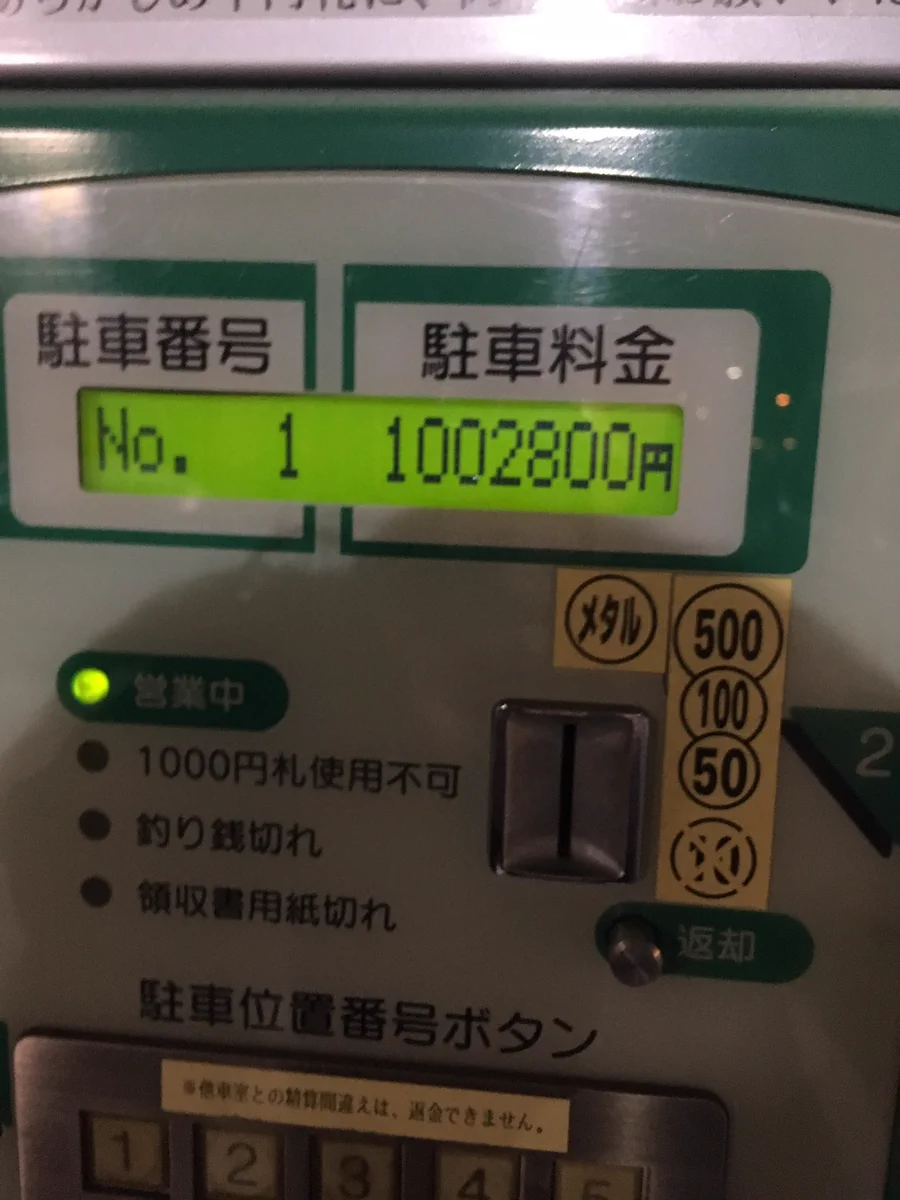 駐車番号
駐車料金
No. 1 1002800円
メタル
500
100
50
営業中
1000円札使用不可
釣り銭切れ
領収書用紙切れ
2
返却
駐車位置番号ボタン
※他車室との精算間違えは、返金できません。
1 2 3 4 5